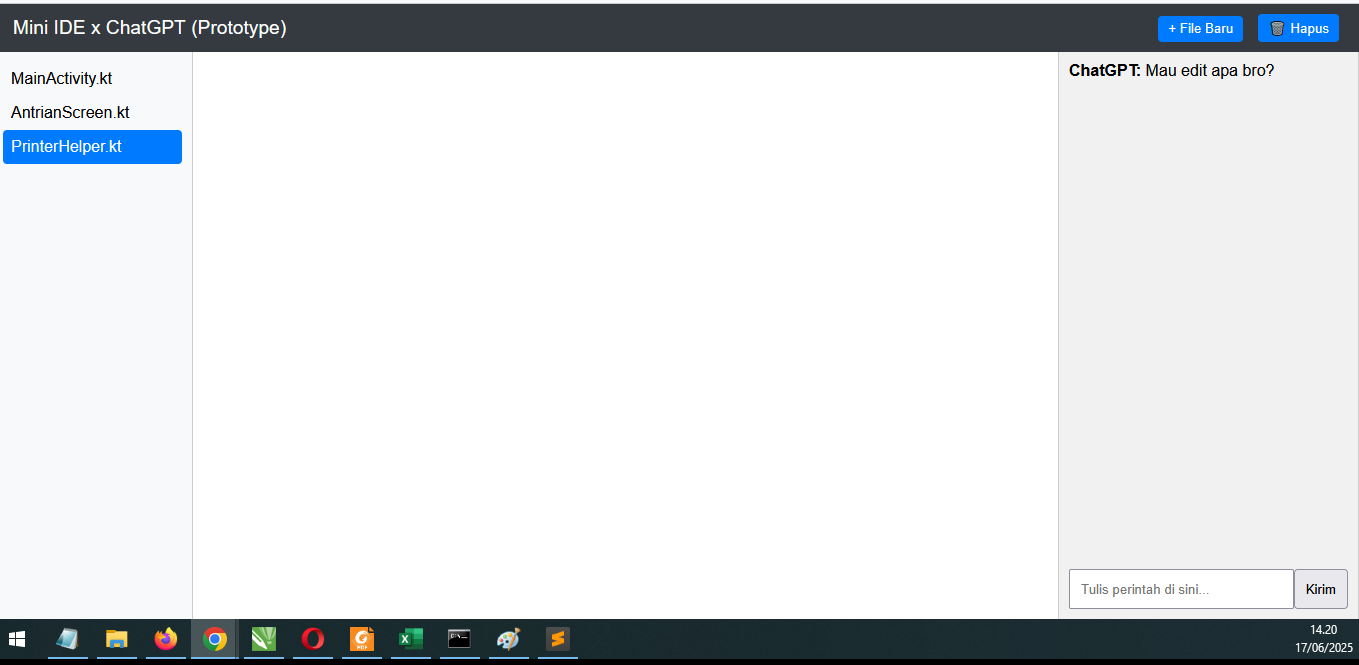 Mini IDE x ChatGPT (Prototype)
+ File Baru
Hapus
MainActivity.kt
AntrianScreen.kt
PrinterHelper.kt
ChatGPT: Mau edit apa bro?
Tulis perintah di sini...
Kirim
14.20
17/06/2025